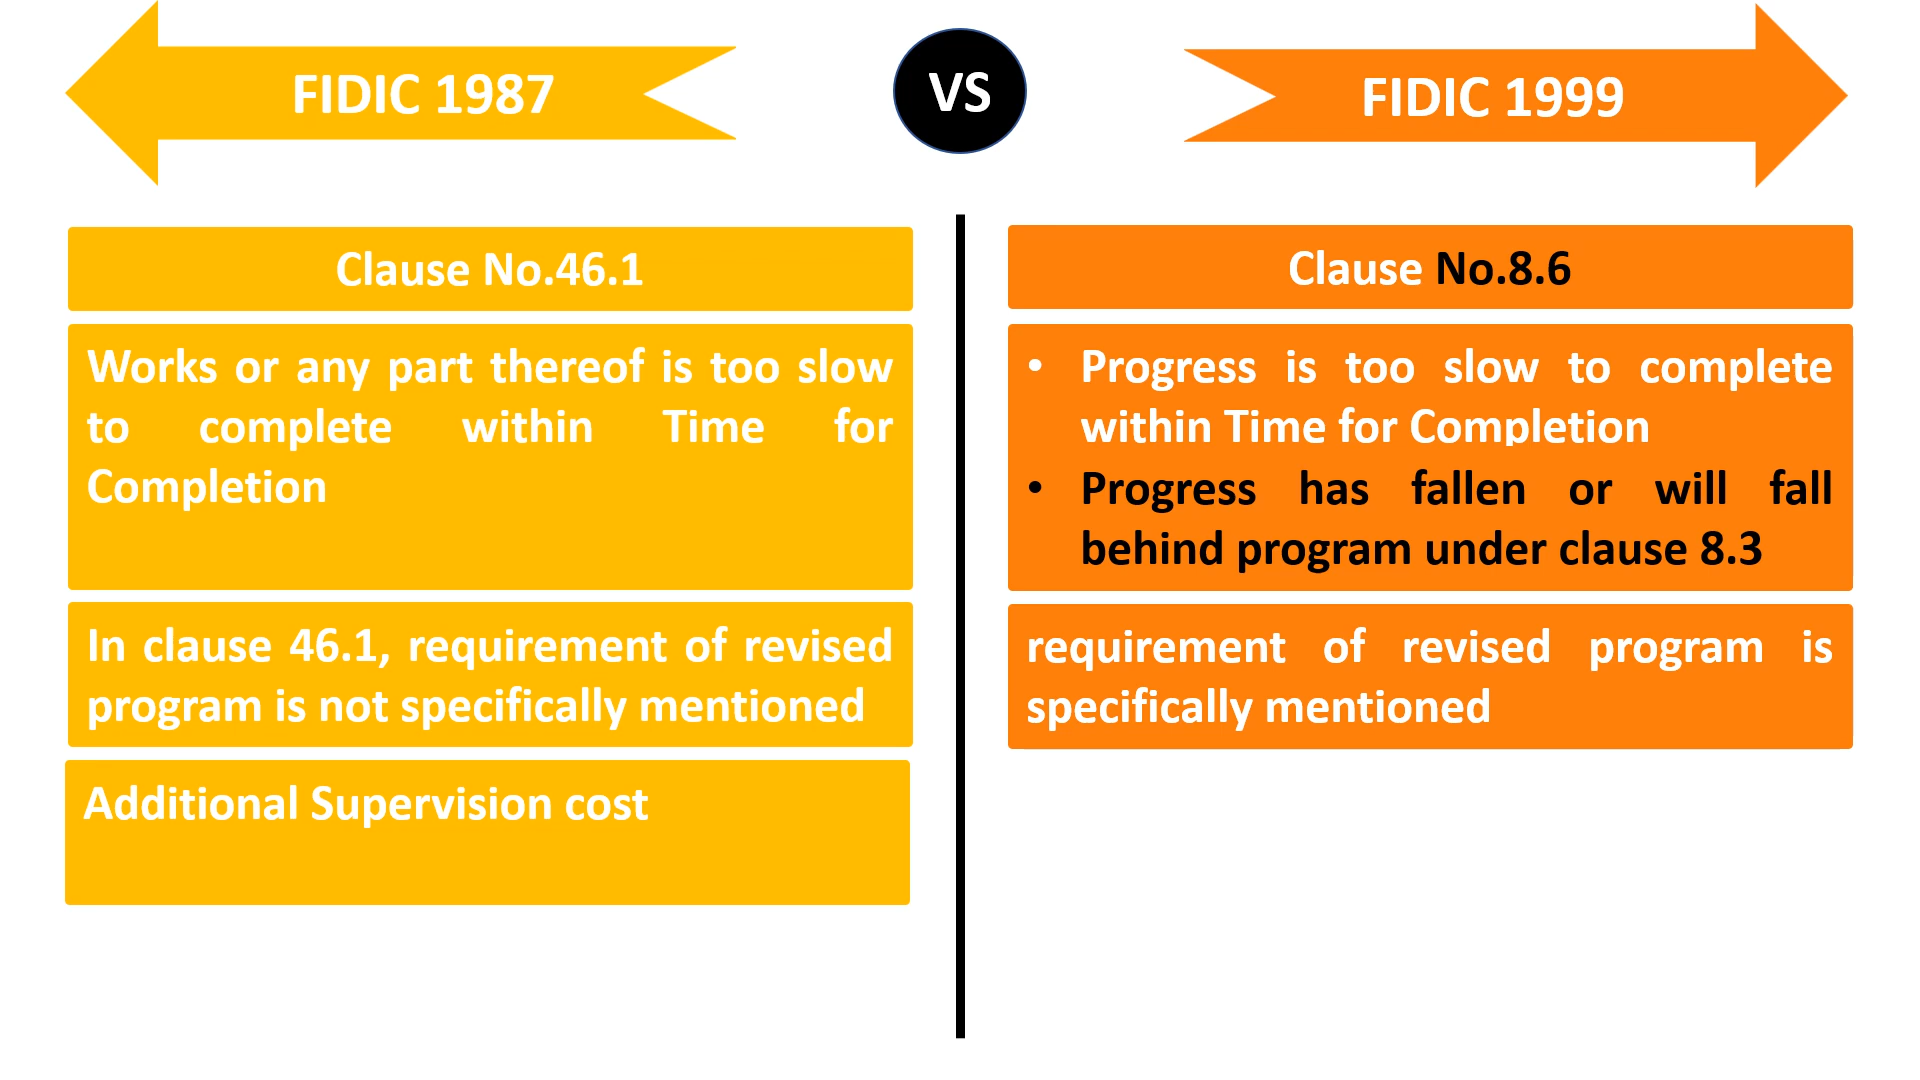 FIDIC 1987
VS
FIDIC 1999
Clause No.46.1
Works or any part thereof is too slow
to complete within Time for
Completion
In clause 46.1, requirement of revised
program is not specifically mentioned
Additional Supervision cost
Clause No.8.6
• Progress is too slow to complete
within Time for Completion
• Progress has fallen or will fall
behind program under clause 8.3
requirement of revised program is
specifically mentioned